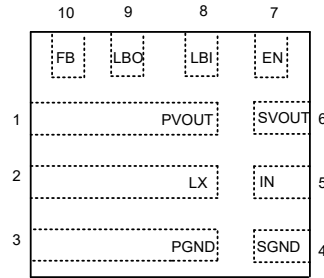 10 9 8 7
FB LBO LBI EN
1 PVOUT SVOUT 6
2 LX IN 5
3 PGND SGND 4